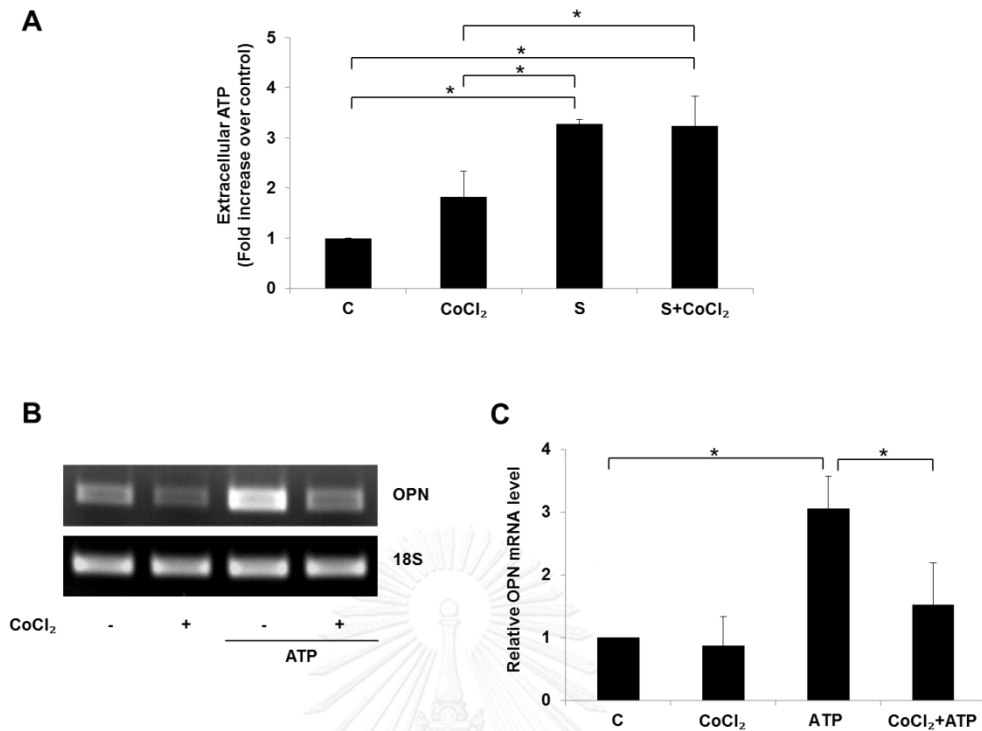 A
Extracellular ATP
(Fold increase over control)
5
4
3
2
1
0
*
*
*
*
C
CoCl₂
S
S+CoCl₂
B
OPN
18S
CoCl₂ - + - +
ATP
C
Relative OPN mRNA level
4
3
2
1
0
*
*
C
CoCl₂
ATP
CoCl₂+ATP